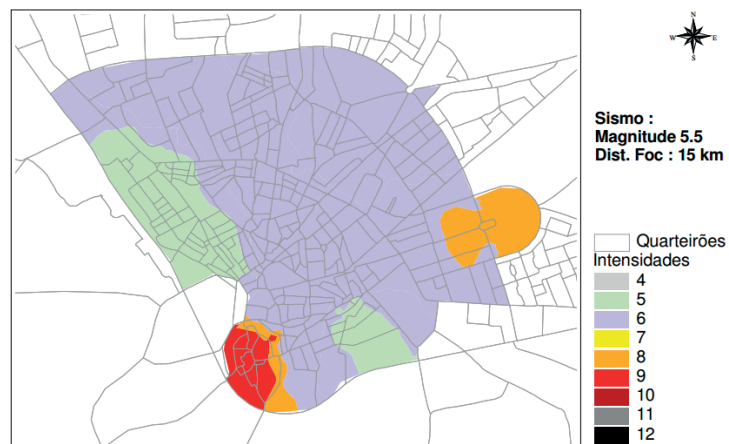 N
W E
S
Sismo :
Magnitude 5.5
Dist. Foc : 15 km
Quarteirões
Intensidades
4
5
6
7
8
9
10
11
12